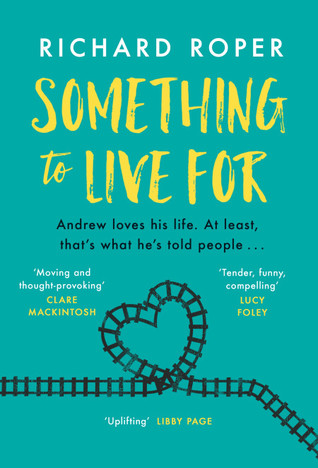 RICHARD ROPER
SOMETHING
to LIVE FOR
Andrew loves his life. At least,
that's what he's told people ...
'Moving and
thought-provoking'
CLARE
MACKINTOSH
'Tender, funny,
compelling'
LUCY
FOLEY
'Uplifting' LIBBY PAGE